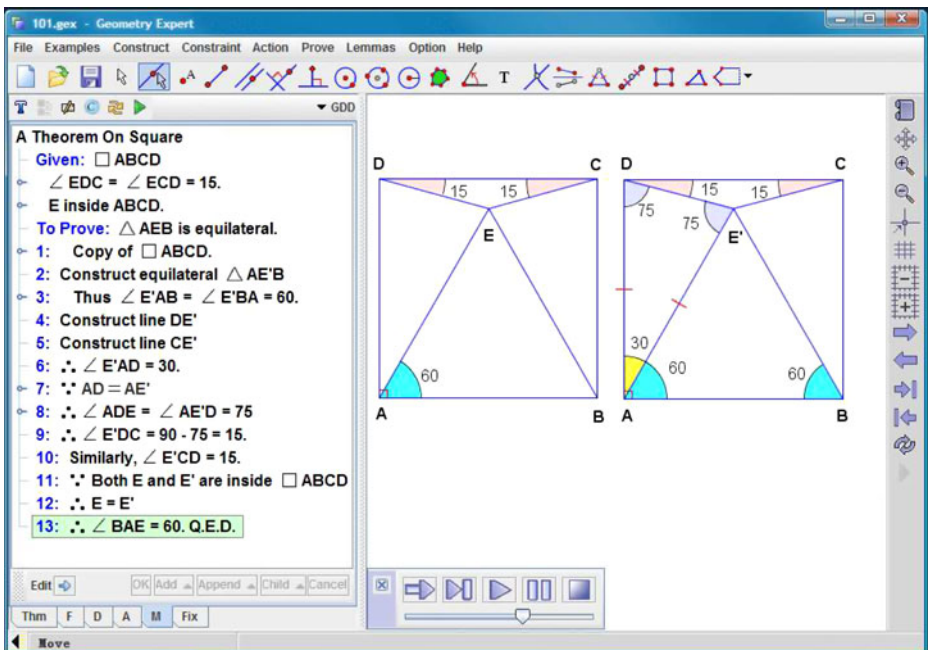 101.gex - Geometry Expert
File Examples Construct Constraint Action Prove Lemmas Option Help
A
T
GDD
A Theorem On Square
Given: □ ABCD
∠ EDC = ∠ ECD = 15.
E inside ABCD.
To Prove: △ AEB is equilateral.
1: Copy of □ ABCD.
2: Construct equilateral △ AE'B
3: Thus ∠ E'AB = ∠ E'BA = 60.
4: Construct line DE'
5: Construct line CE'
6: ∴ ∠ E'AD = 30.
7: ∵ AD = AE'
8: ∴ ∠ ADE = ∠ AE'D = 75
9: ∴ ∠ E'DC = 90 - 75 = 15.
10: Similarly, ∠ E'CD = 15.
11: ∵ Both E and E' are inside □ ABCD
12: ∴ E = E'
13: ∴ ∠ BAE = 60. Q.E.D.
D C
15 15
E
60
A B
D C
15 15
75
75
E'
30
60 60
A B
Edit OK Add Append Child Cancel
Thm F D A M Fix
Move